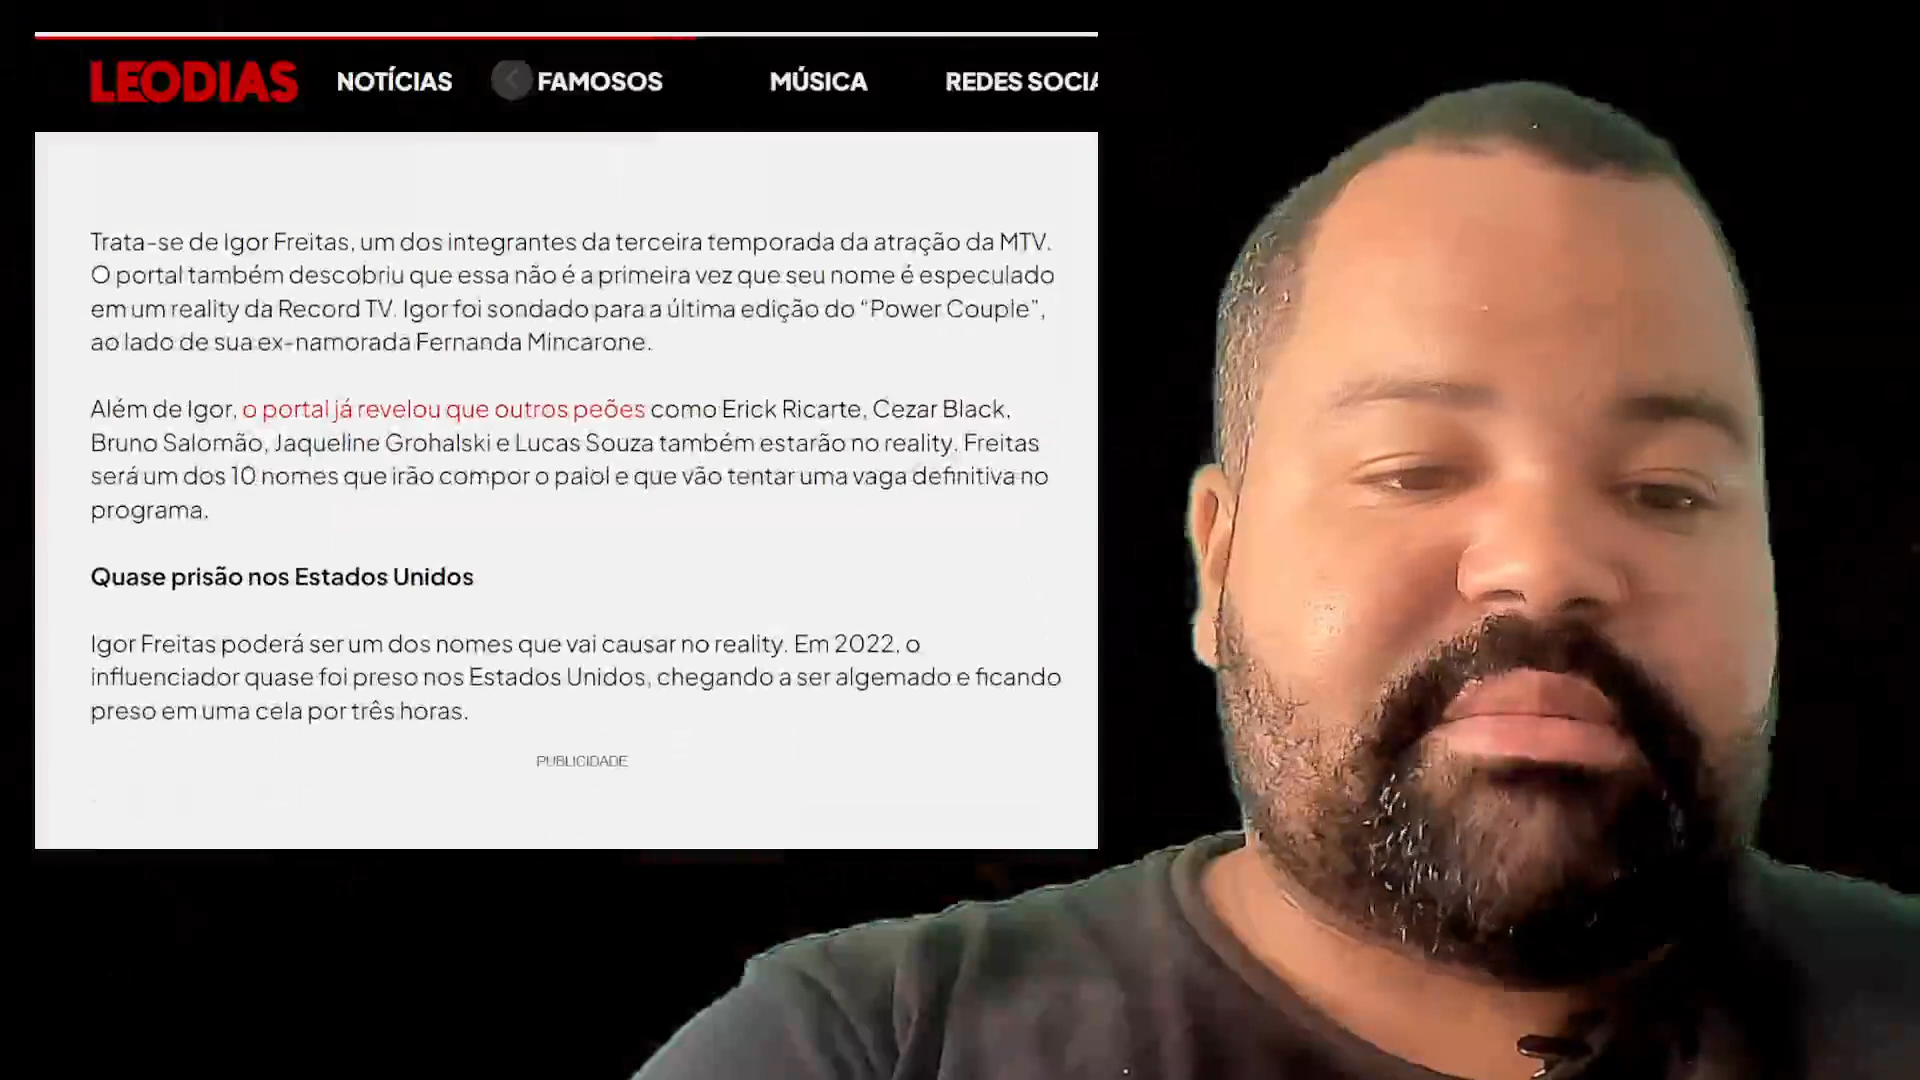 LEODIAS NOTÍCIAS FAMOSOS MÚSICA REDES SOCIA
Trata-se de Igor Freitas, um dos integrantes da terceira temporada da atração da MTV.
O portal também descobriu que essa não é a primeira vez que seu nome é especulado
em um reality da Record TV. Igor foi sondado para a última edição do “Power Couple”,
ao lado de sua ex-namorada Fernanda Mincarone.
Além de Igor, o portal já revelou que outros peões como Erick Ricarte, Cezar Black,
Bruno Salomão, Jaqueline Grohalski e Lucas Souza também estarão no reality. Freitas
será um dos 10 nomes que irão compor o paiol e que vão tentar uma vaga definitiva no
programa.
Quase prisão nos Estados Unidos
Igor Freitas poderá ser um dos nomes que vai causar no reality. Em 2022, o
influenciador quase foi preso nos Estados Unidos, chegando a ser algemado e ficando
preso em uma cela por três horas.
PUBLICIDADE